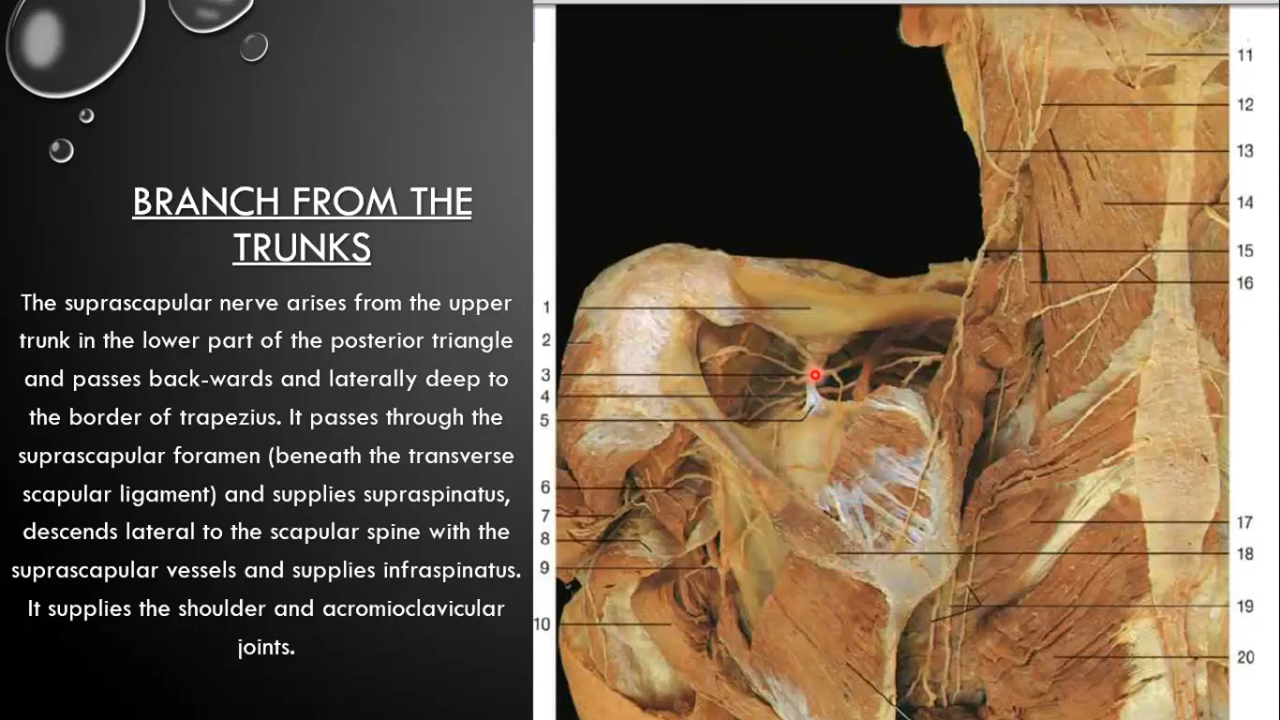 BRANCH FROM THE
TRUNKS
The suprascapular nerve arises from the upper
trunk in the lower part of the posterior triangle
and passes back-wards and laterally deep to
the border of trapezius. It passes through the
suprascapular foramen (beneath the transverse
scapular ligament) and supplies supraspinatus,
descends lateral to the scapular spine with the
suprascapular vessels and supplies infraspinatus.
It supplies the shoulder and acromioclavicular
joints.
1
2
3
4
5
6
7
8
9
10
11
12
13
14
15
16
17
18
19
20